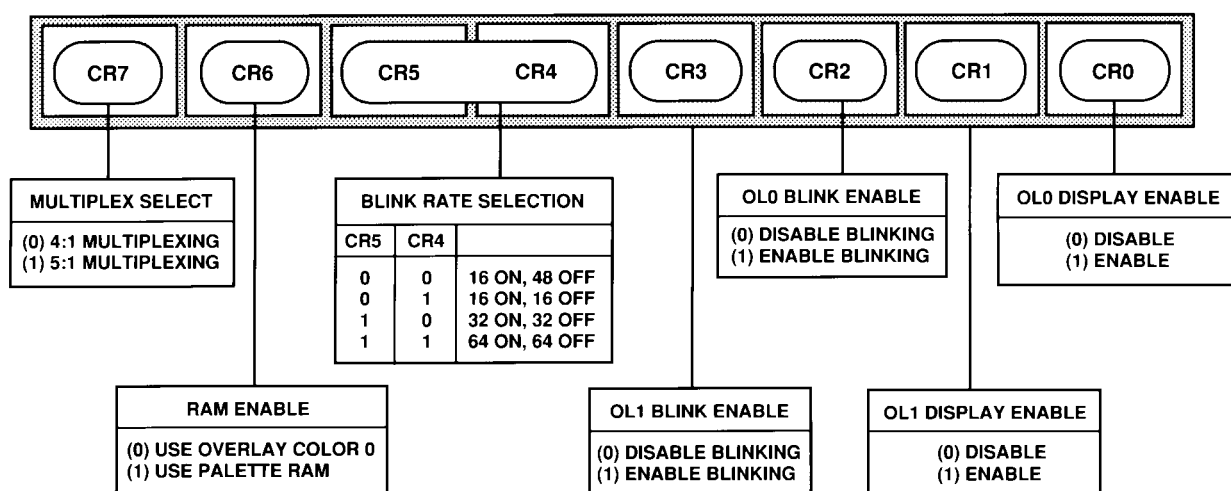 CR7 CR6 CR5 CR4 CR3 CR2 CR1 CR0
MULTIPLEX SELECT
(0) 4:1 MULTIPLEXING
(1) 5:1 MULTIPLEXING
BLINK RATE SELECTION
CR5 CR4
0 0 16 ON, 48 OFF
0 1 16 ON, 16 OFF
1 0 32 ON, 32 OFF
1 1 64 ON, 64 OFF
OL0 BLINK ENABLE
(0) DISABLE BLINKING
(1) ENABLE BLINKING
OL0 DISPLAY ENABLE
(0) DISABLE
(1) ENABLE
RAM ENABLE
(0) USE OVERLAY COLOR 0
(1) USE PALETTE RAM
OL1 BLINK ENABLE
(0) DISABLE BLINKING
(1) ENABLE BLINKING
OL1 DISPLAY ENABLE
(0) DISABLE
(1) ENABLE